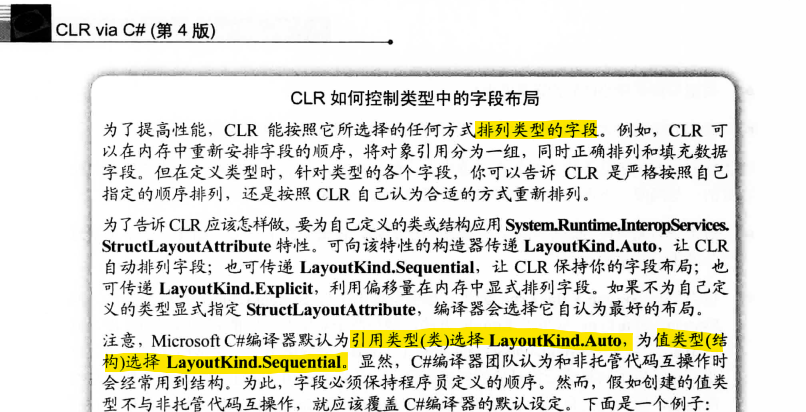 CLR via C# (第 4 版)
CLR 如何控制类型中的字段布局
为了提高性能，CLR 能按照它所选择的任何方式排列类型的字段。例如，CLR 可
以在内存中重新安排字段的顺序，将对象引用分为一组，同时正确排列和填充数据
字段。但在定义类型时，针对类型的各个字段，你可以告诉 CLR 是严格按照自己
指定的顺序排列，还是按照 CLR 自己认为合适的方式重新排列。
为了告诉 CLR 应该怎样做，要为自己定义的类或结构应用 System.Runtime.InteropServices.
StructLayoutAttribute 特性。可向该特性的构造器传递 LayoutKind.Auto，让 CLR
自动排列字段；也可传递 LayoutKind.Sequential，让 CLR 保持你的字段布局；也
可传递 LayoutKind.Explicit，利用偏移量在内存中显式排列字段。如果不为自己定
义的类型显式指定 StructLayoutAttribute，编译器会选择它自认为最好的布局。
注意，Microsoft C#编译器默认为引用类型(类)选择 LayoutKind.Auto，为值类型(结
构)选择 LayoutKind.Sequential。显然，C#编译器团队认为和非托管代码互操作时
会经常用到结构。为此，字段必须保持程序员定义的顺序。然而，假如创建的值类
型不与非托管代码互操作，就应该覆盖 C#编译器的默认设定。下面是一个例子：